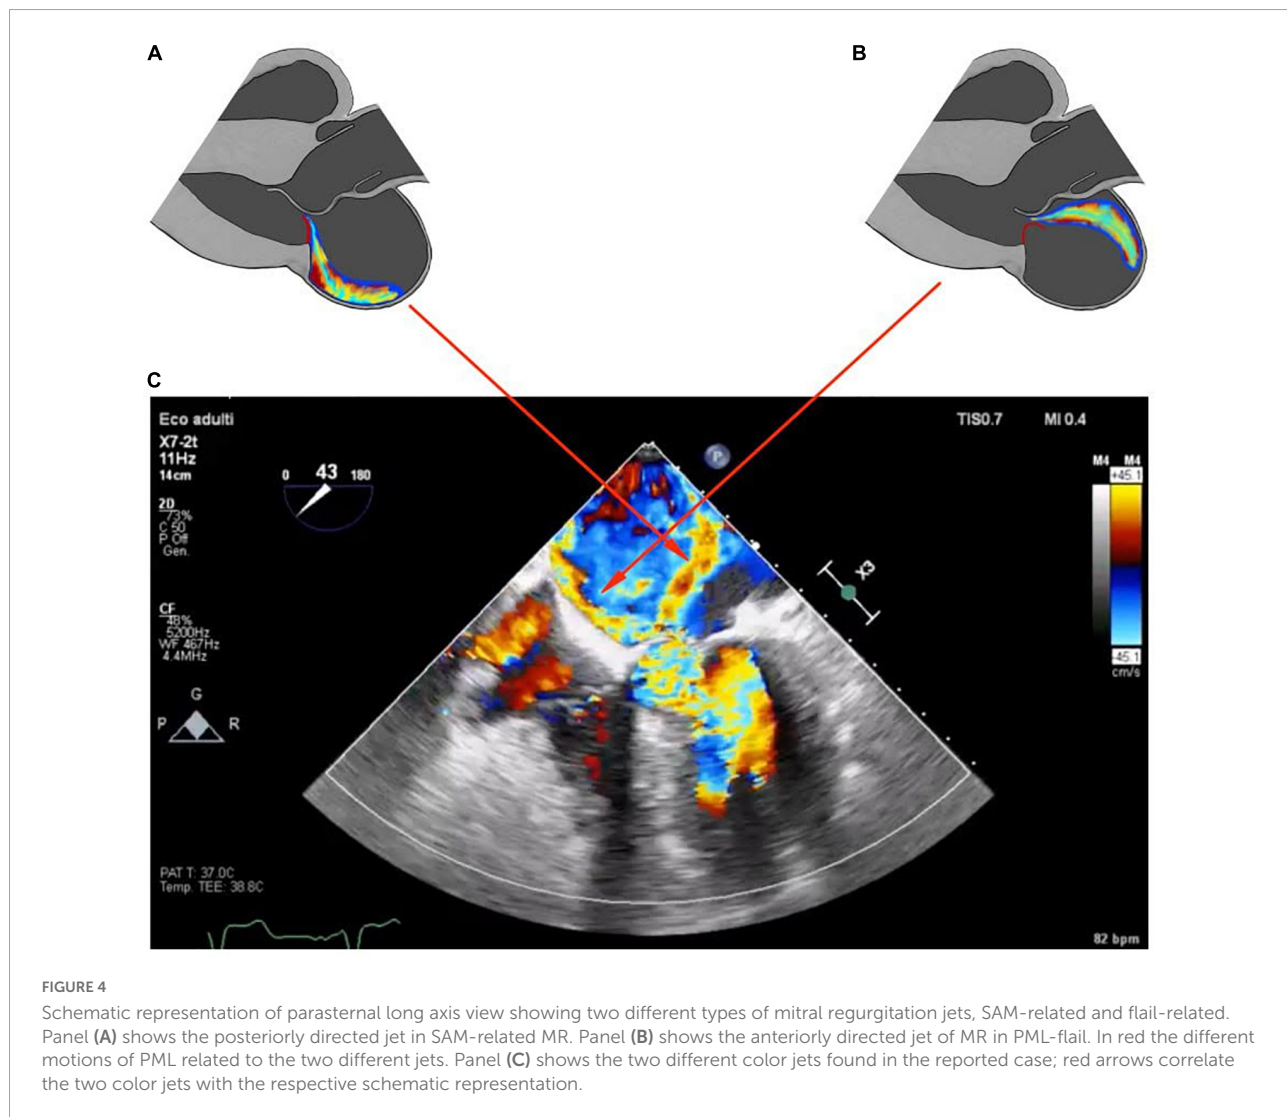 A
B
C
Eco adulti
X7-2t
11Hz
14cm
2D
73%
C 50
P Off
Gen.
CF
48%
5200Hz
WF 467Hz
4.4MHz
0 43 180
P
TIS0.7 MI 0.4
M4 M4
+45.1
-45.1
cm/s
X3
G
P R
PAT T: 37.0C
Temp. TEE: 38.8C
82 bpm
FIGURE 4
Schematic representation of parasternal long axis view showing two different types of mitral regurgitation jets, SAM-related and flail-related.
Panel (A) shows the posteriorly directed jet in SAM-related MR. Panel (B) shows the anteriorly directed jet of MR in PML-flail. In red the different
motions of PML related to the two different jets. Panel (C) shows the two different color jets found in the reported case; red arrows correlate
the two color jets with the respective schematic representation.